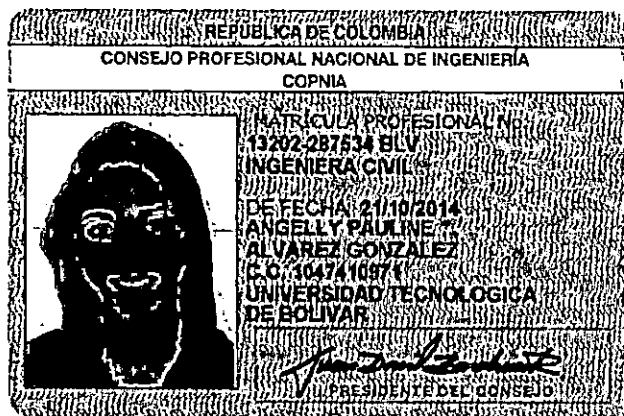 REPUBLICA DE COLOMBIA
CONSEJO PROFESIONAL NACIONAL DE INGENIERÍA
COPNIA
MATRICULA PROFESIONAL No.
13202-287534 BLV
INGENIERA CIVIL
DE FECHA 21/10/2014
ANGELLY PAULINE
ALVAREZ GONZALEZ
C.C. 1047410971
UNIVERSIDAD TECNOLOGICA
DE BOLIVAR
PRESIDENTE DEL CONSEJO